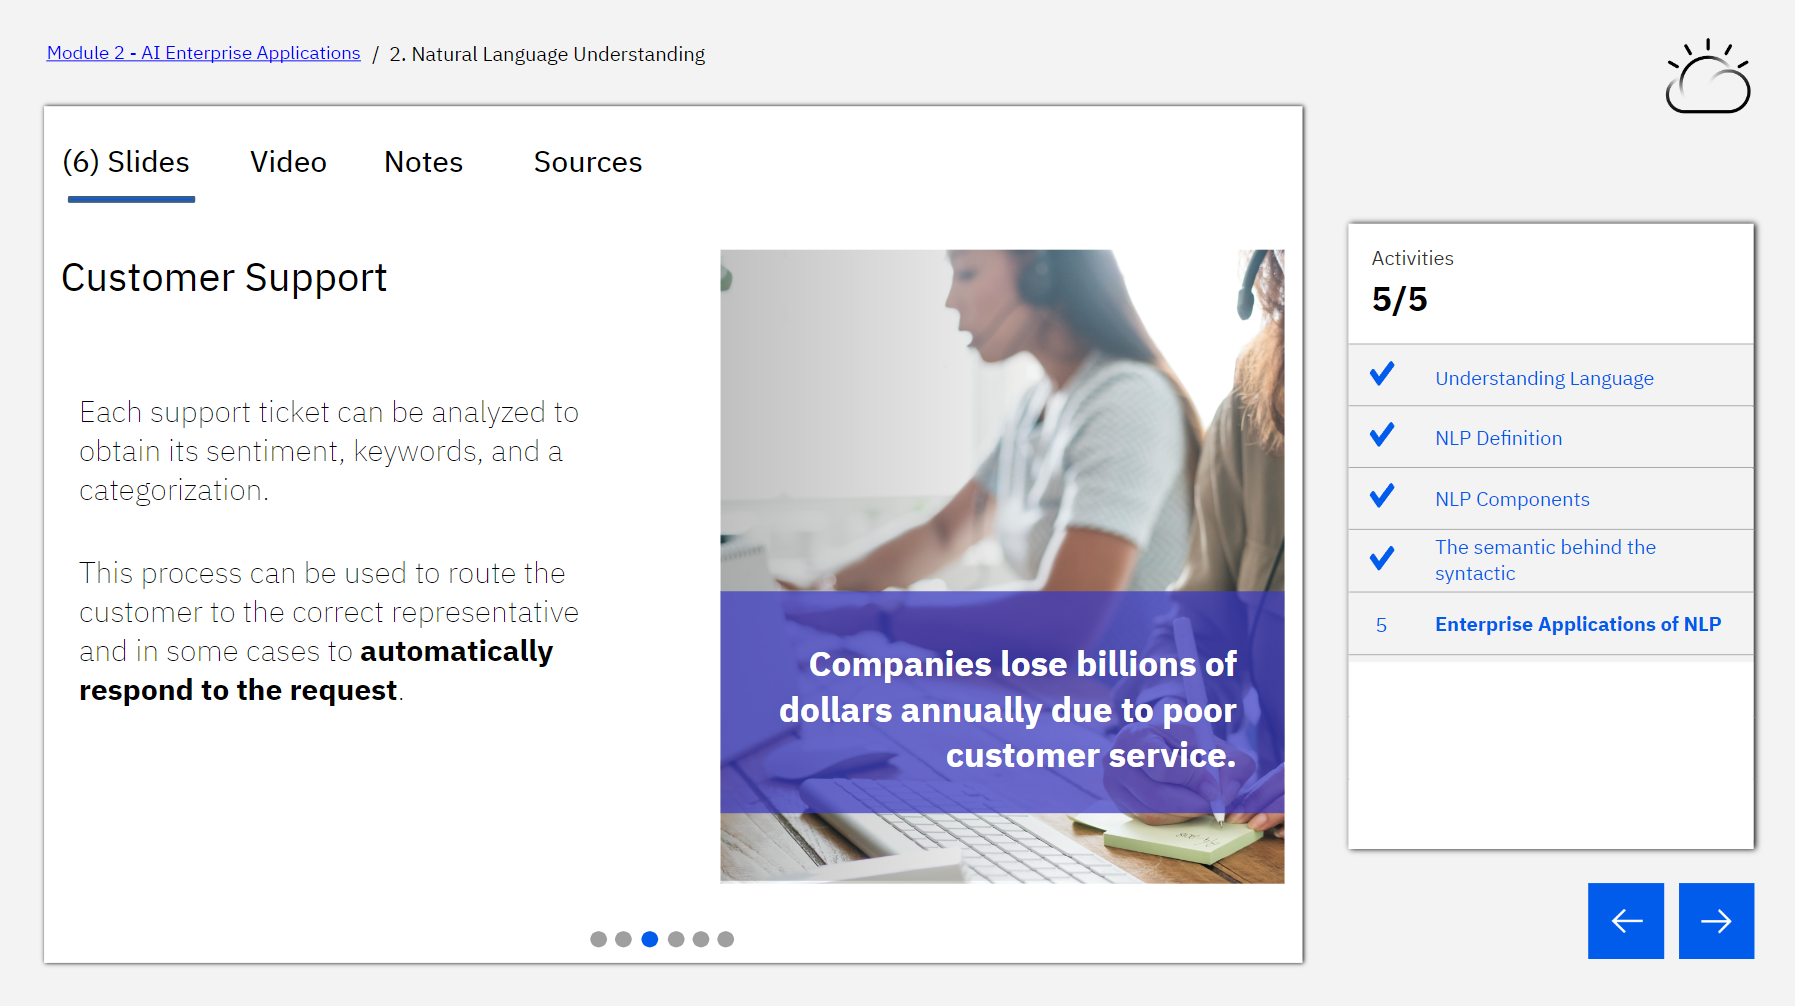 Module 2 - AI Enterprise Applications / 2. Natural Language Understanding
(6) Slides Video Notes Sources
Customer Support
Each support ticket can be analyzed to
obtain its sentiment, keywords, and a
categorization.
This process can be used to route the
customer to the correct representative
and in some cases to automatically
respond to the request.
Companies lose billions of
dollars annually due to poor
customer service.
Activities
5/5
Understanding Language
NLP Definition
NLP Components
The semantic behind the
syntactic
5 Enterprise Applications of NLP